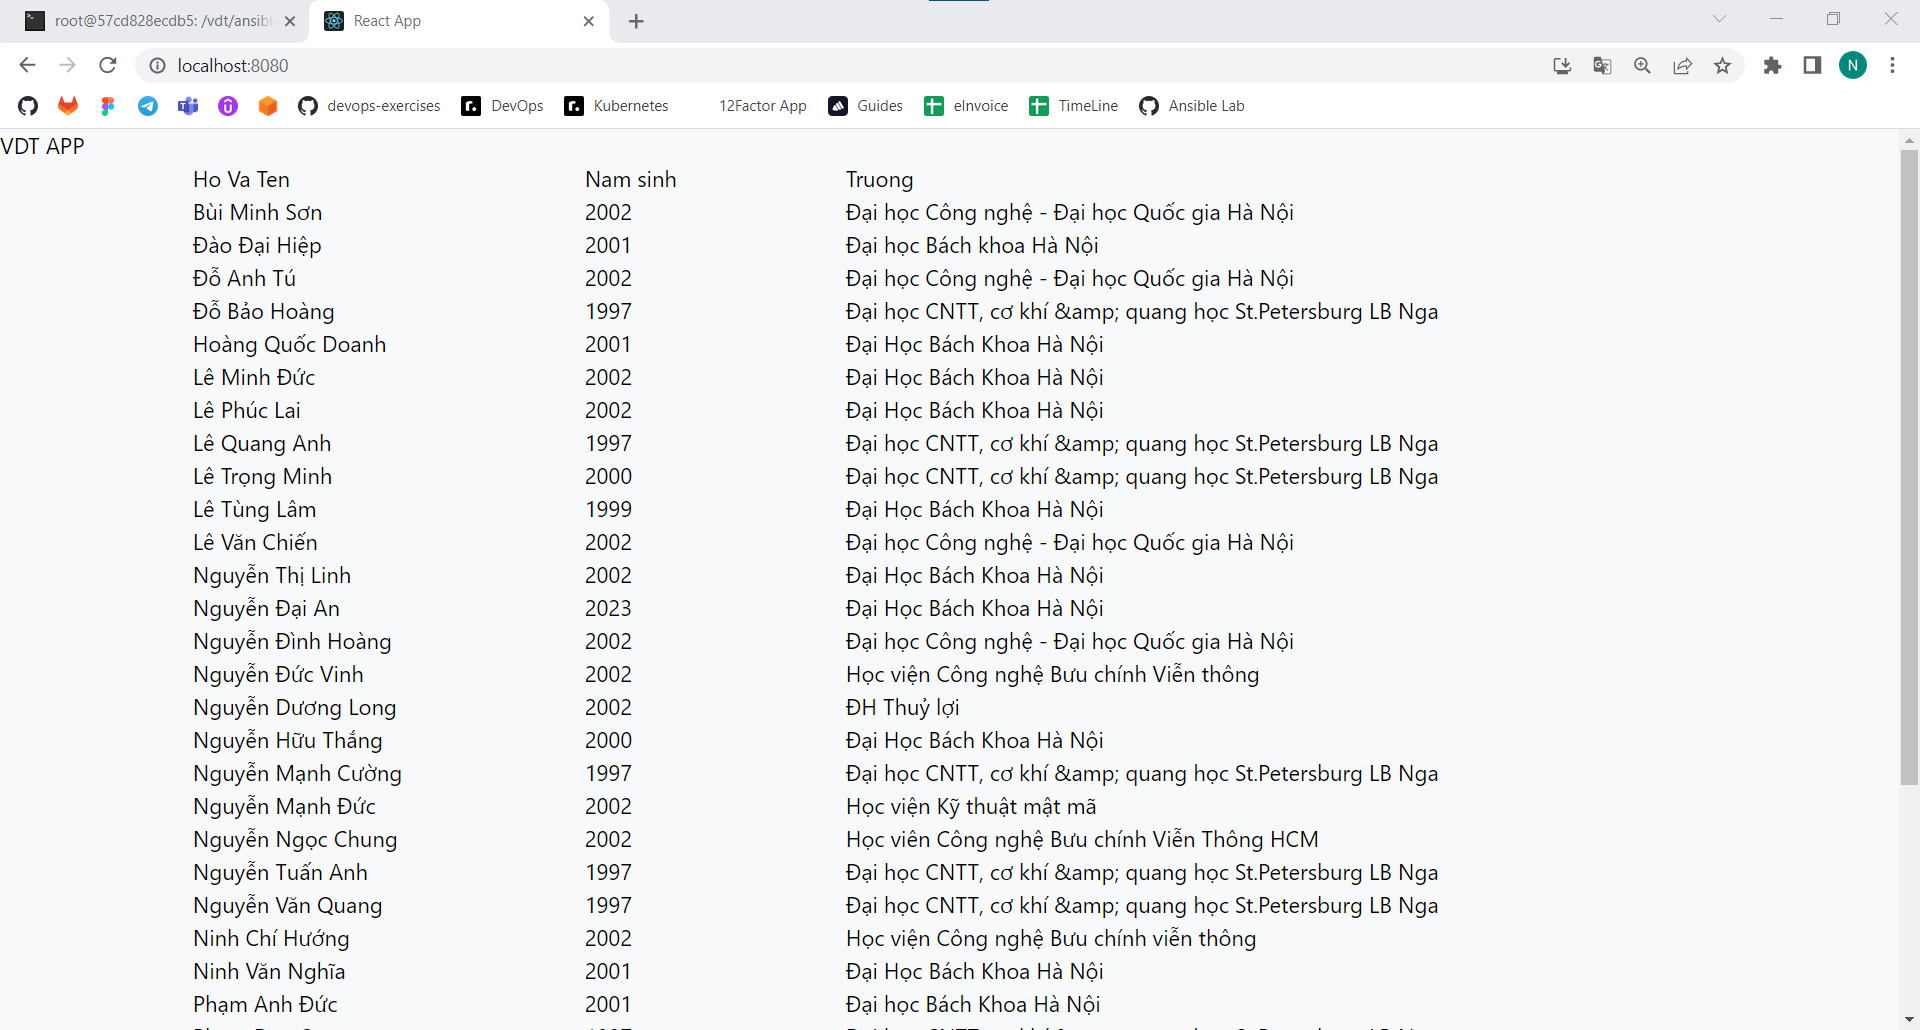 root@57cd828ecdb5: /vdt/ansibl
React App
localhost:8080
N
devops-exercises DevOps Kubernetes 12Factor App Guides eInvoice TimeLine Ansible Lab
VDT APP
Ho Va Ten Nam sinh Truong
Bùi Minh Sơn 2002 Đại học Công nghệ - Đại học Quốc gia Hà Nội
Đào Đại Hiệp 2001 Đại học Bách khoa Hà Nội
Đỗ Anh Tú 2002 Đại học Công nghệ - Đại học Quốc gia Hà Nội
Đỗ Bảo Hoàng 1997 Đại học CNTT, cơ khí &amp; quang học St.Petersburg LB Nga
Hoàng Quốc Doanh 2001 Đại Học Bách Khoa Hà Nội
Lê Minh Đức 2002 Đại Học Bách Khoa Hà Nội
Lê Phúc Lai 2002 Đại Học Bách Khoa Hà Nội
Lê Quang Anh 1997 Đại học CNTT, cơ khí &amp; quang học St.Petersburg LB Nga
Lê Trọng Minh 2000 Đại học CNTT, cơ khí &amp; quang học St.Petersburg LB Nga
Lê Tùng Lâm 1999 Đại Học Bách Khoa Hà Nội
Lê Văn Chiến 2002 Đại học Công nghệ - Đại học Quốc gia Hà Nội
Nguyễn Thị Linh 2002 Đại Học Bách Khoa Hà Nội
Nguyễn Đại An 2023 Đại Học Bách Khoa Hà Nội
Nguyễn Đình Hoàng 2002 Đại học Công nghệ - Đại học Quốc gia Hà Nội
Nguyễn Đức Vinh 2002 Học viện Công nghệ Bưu chính Viễn thông
Nguyễn Dương Long 2002 ĐH Thuỷ lợi
Nguyễn Hữu Thắng 2000 Đại Học Bách Khoa Hà Nội
Nguyễn Mạnh Cường 1997 Đại học CNTT, cơ khí &amp; quang học St.Petersburg LB Nga
Nguyễn Mạnh Đức 2002 Học viện Kỹ thuật mật mã
Nguyễn Ngọc Chung 2002 Học viên Công nghệ Bưu chính Viễn Thông HCM
Nguyễn Tuấn Anh 1997 Đại học CNTT, cơ khí &amp; quang học St.Petersburg LB Nga
Nguyễn Văn Quang 1997 Đại học CNTT, cơ khí &amp; quang học St.Petersburg LB Nga
Ninh Chí Hướng 2002 Học viện Công nghệ Bưu chính viễn thông
Ninh Văn Nghĩa 2001 Đại Học Bách Khoa Hà Nội
Phạm Anh Đức 2001 Đại học Bách Khoa Hà Nội